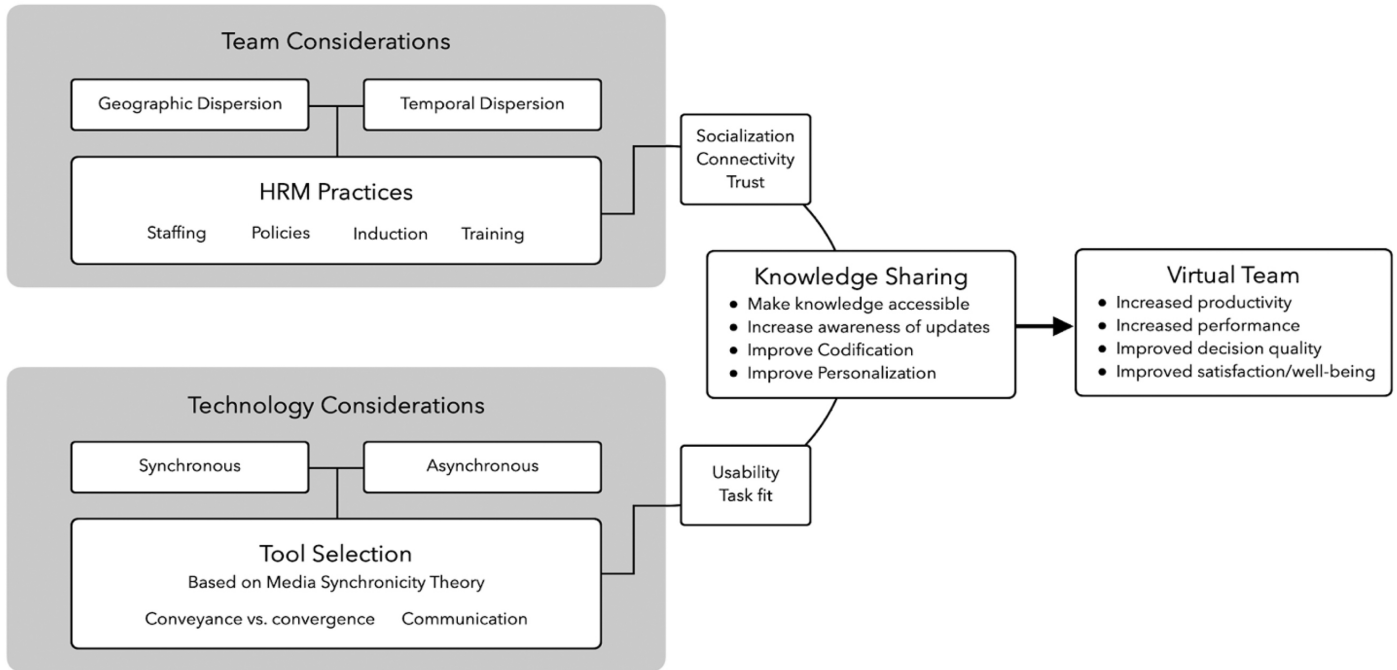 Team Considerations
Geographic Dispersion
Temporal Dispersion
HRM Practices
Staffing Policies Induction Training
Socialization
Connectivity
Trust
Knowledge Sharing
● Make knowledge accessible
● Increase awareness of updates
● Improve Codification
● Improve Personalization
Virtual Team
● Increased productivity
● Increased performance
● Improved decision quality
● Improved satisfaction/well-being
Technology Considerations
Synchronous
Asynchronous
Tool Selection
Based on Media Synchronicity Theory
Conveyance vs. convergence Communication
Usability
Task fit